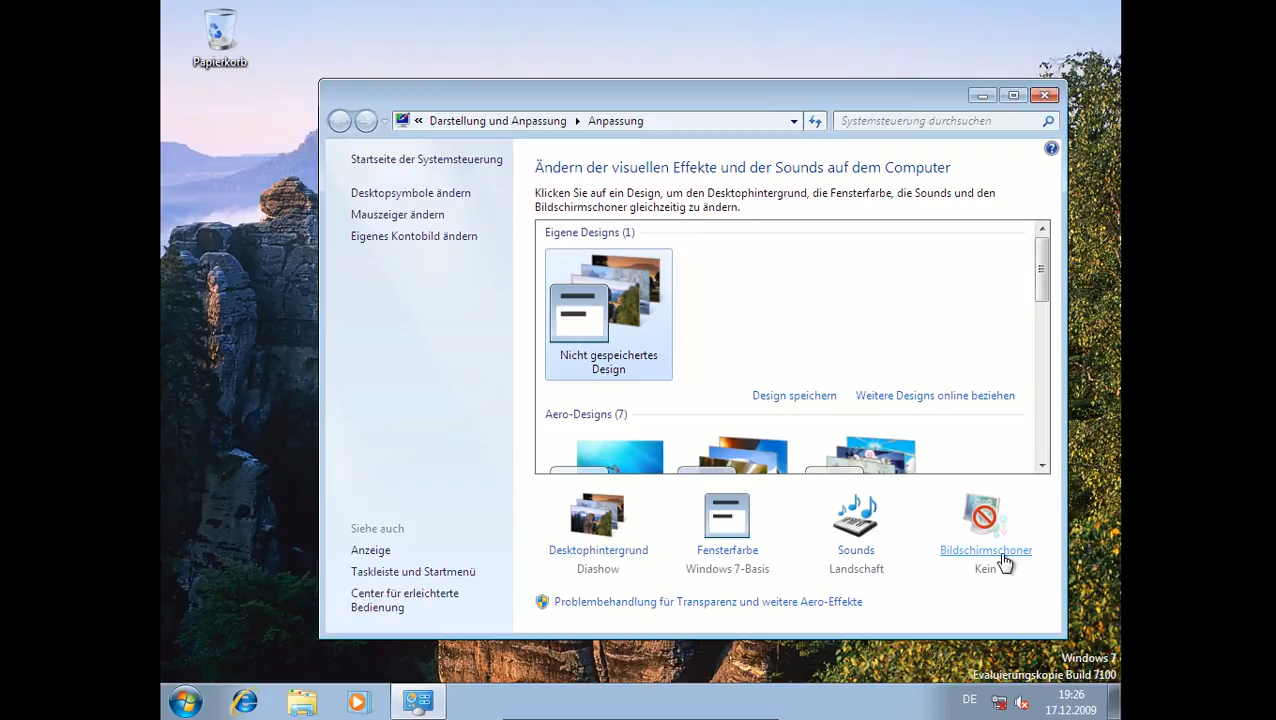 Papierkorb
« Darstellung und Anpassung ▸ Anpassung
Systemsteuerung durchsuchen
Startseite der Systemsteuerung
Desktopsymbole ändern
Mauszeiger ändern
Eigenes Kontobild ändern
Siehe auch
Anzeige
Taskleiste und Startmenü
Center für erleichterte
Bedienung
Ändern der visuellen Effekte und der Sounds auf dem Computer
Klicken Sie auf ein Design, um den Desktophintergrund, die Fensterfarbe, die Sounds und den
Bildschirmschoner gleichzeitig zu ändern.
Eigene Designs (1)
Nicht gespeichertes
Design
Design speichern
Weitere Designs online beziehen
Aero-Designs (7)
Desktophintergrund
Diashow
Fensterfarbe
Windows 7-Basis
Sounds
Landschaft
Bildschirmschoner
Kein
Problembehandlung für Transparenz und weitere Aero-Effekte
Windows 7
Evaluierungskopie Build 7100
DE
19:26
17.12.2009